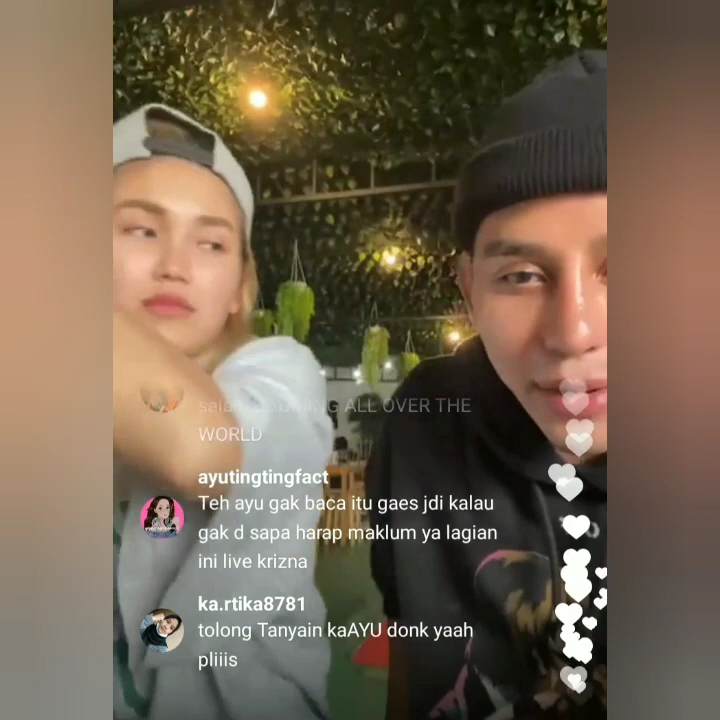 ALL OVER THE
WORLD
ayutingtingfact
Teh ayu gak baca itu gaes jdi kalau
gak d sapa harap maklum ya lagian
ini live krizna
ka.rtika8781
tolong Tanyain kaAYU donk yaah
pliiis